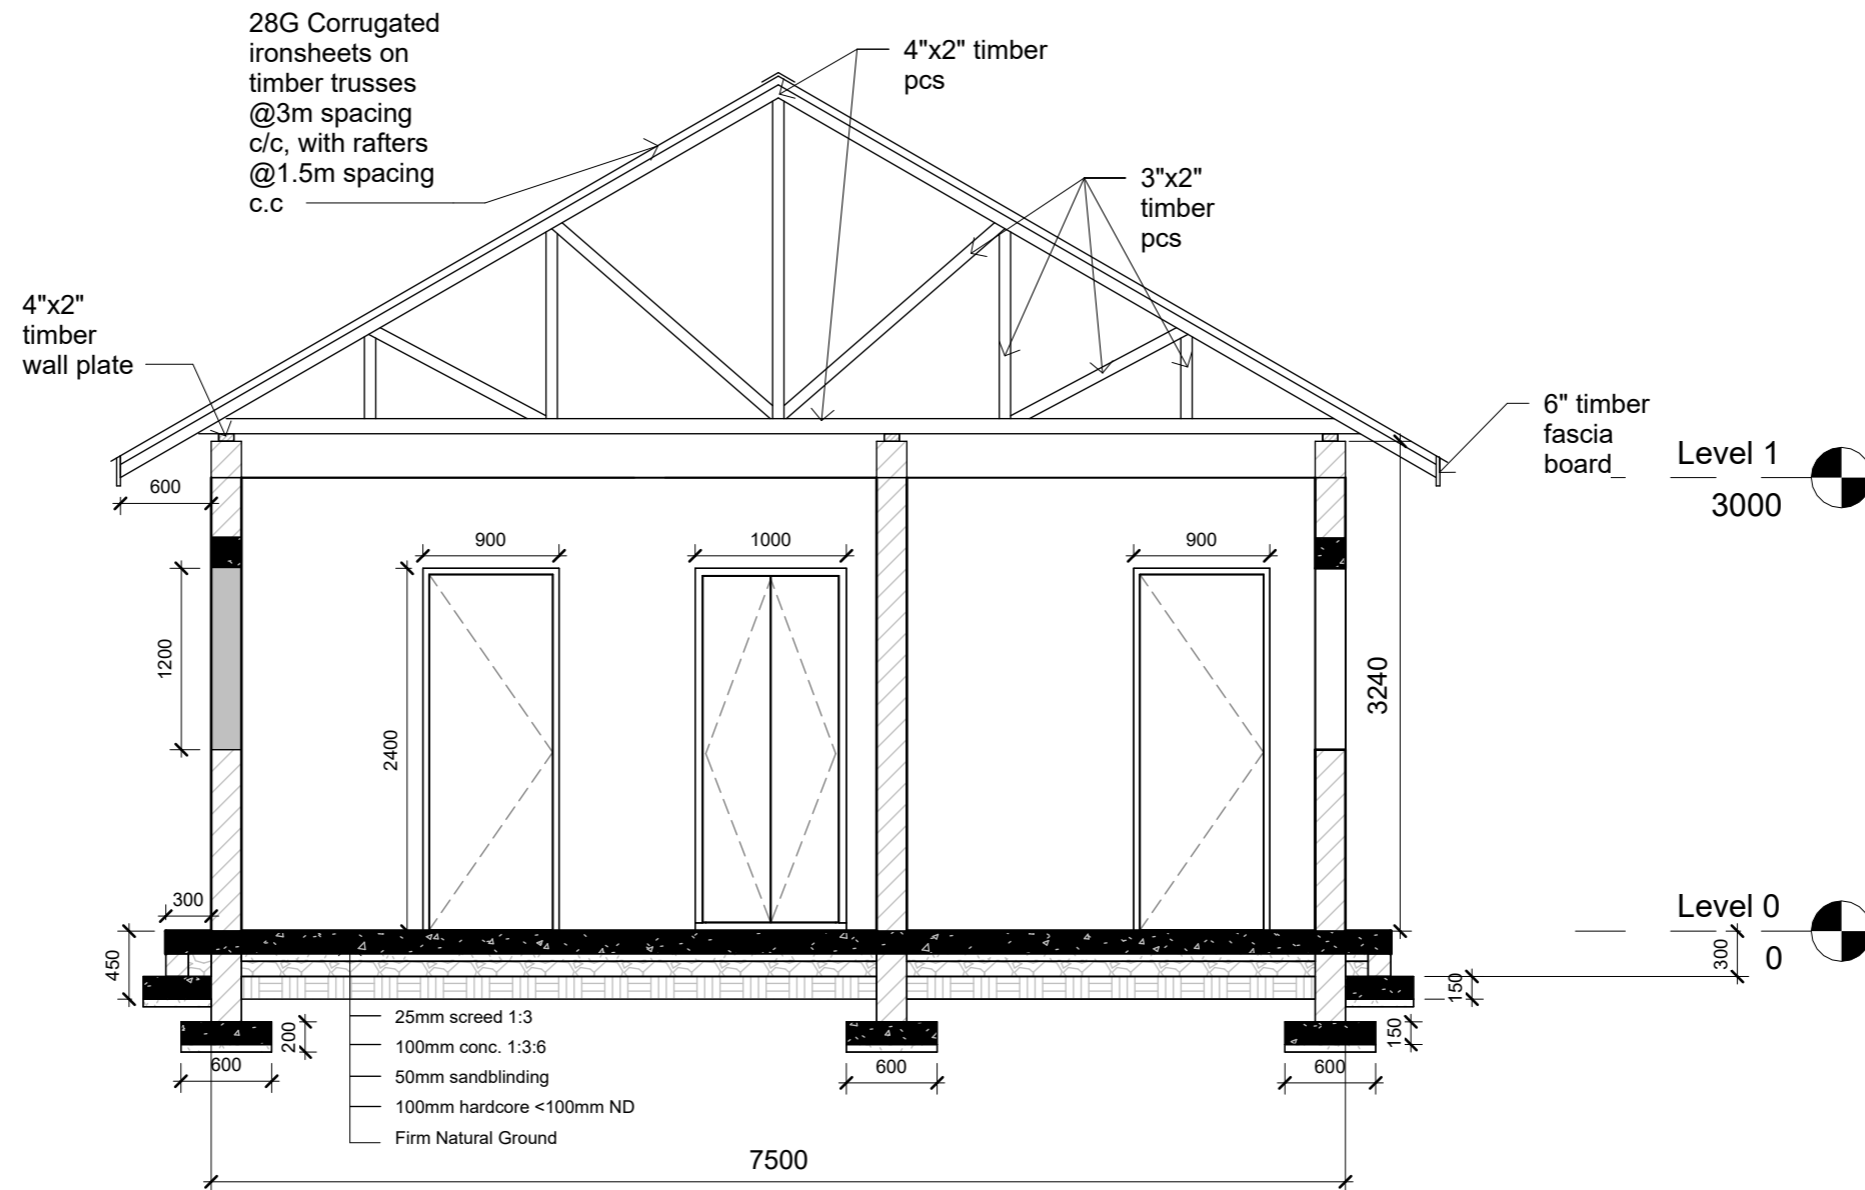 28G Corrugated
ironsheets on
timber trusses
@3m spacing
c/c, with rafters
@1.5m spacing
c.c
4"x2" timber
pcs
3"x2"
timber
pcs
4"x2"
timber
wall plate
6" timber
fascia
board
Level 1
3000
600
900
1000
900
1200
2400
3240
300
450
Level 0
0
300
150
200
600
600
600
150
25mm screed 1:3
100mm conc. 1:3:6
50mm sandblinding
100mm hardcore <100mm ND
Firm Natural Ground
7500